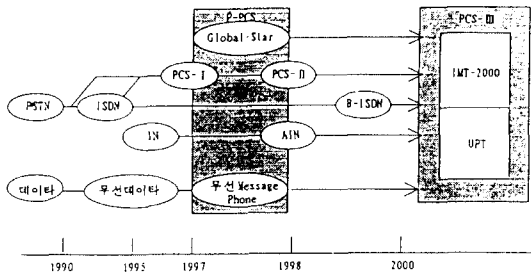 P-PCS
PCS-Ⅲ
Global-Star
PCS-Ⅰ
PCS-Ⅱ
IMT-2000
PSTN
ISDN
B-ISDN
IN
AIN
UPT
데이타
무선데이타
무선 Message
Phone
1990
1995
1997
1998
2000